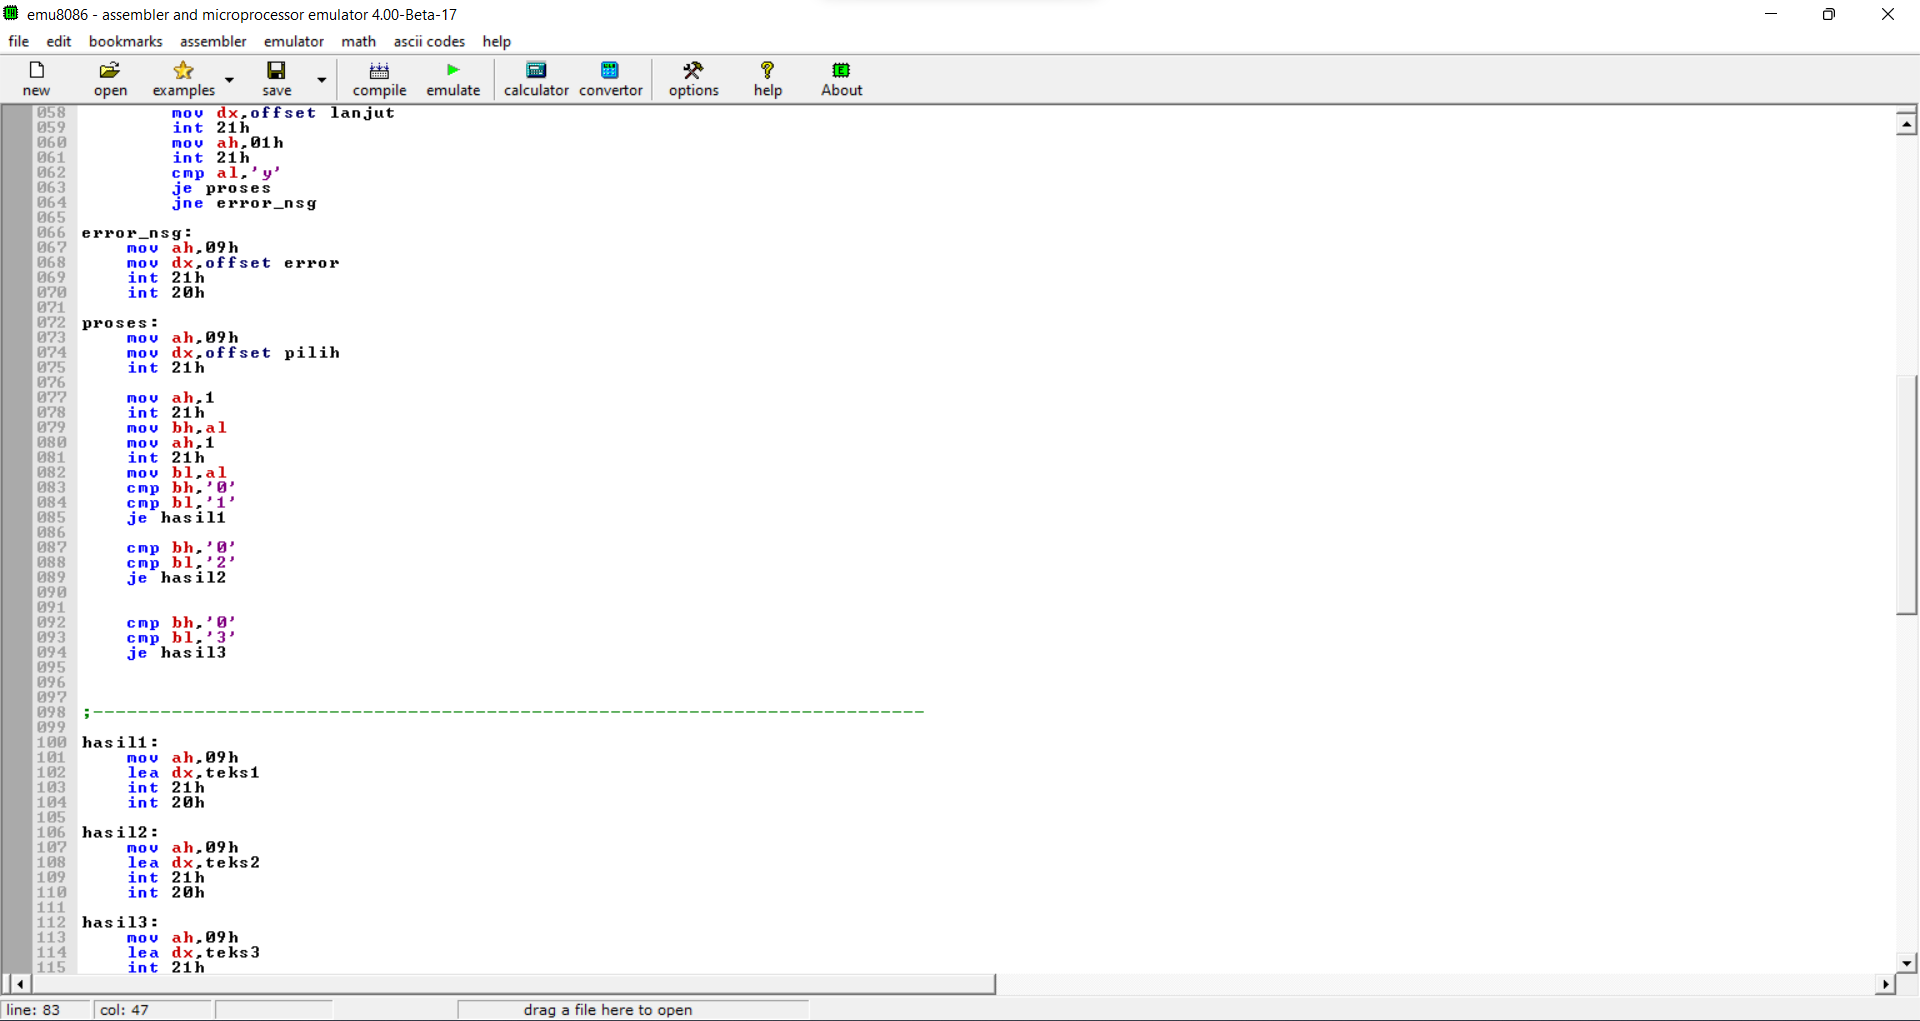 emu8086 - assembler and microprocessor emulator 4.00-Beta-17
file edit bookmarks assembler emulator math ascii codes help
new open examples save compile emulate calculator convertor options help About
058 mov dx,offset lanjut
059 int 21h
060 mov ah,01h
061 int 21h
062 cmp al,'y'
063 je proses
064 jne error_nsg
065
066 error_nsg:
067 mov ah,09h
068 mov dx,offset error
069 int 21h
070 int 20h
071
072 proses:
073 mov ah,09h
074 mov dx,offset pilih
075 int 21h
076
077 mov ah,1
078 int 21h
079 mov bh,al
080 mov ah,1
081 int 21h
082 mov bl,al
083 cmp bh,'0'
084 cmp bl,'1'
085 je hasil1
086
087 cmp bh,'0'
088 cmp bl,'2'
089 je hasil2
090
091
092 cmp bh,'0'
093 cmp bl,'3'
094 je hasil3
095
096
097
098 ;--------------------------------------------------------------------------
099
100 hasil1:
101 mov ah,09h
102 lea dx,teks1
103 int 21h
104 int 20h
105
106 hasil2:
107 mov ah,09h
108 lea dx,teks2
109 int 21h
110 int 20h
111
112 hasil3:
113 mov ah,09h
114 lea dx,teks3
115 int 21h
line: 83 col: 47 drag a file here to open